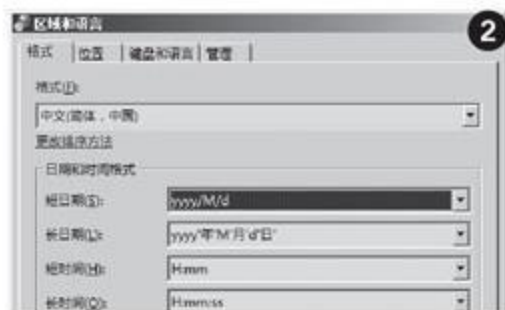 区域和语言
2
格式 位置 键盘和语言 管理
格式(F):
中文(简体，中国)
更改排序方法
日期和时间格式
短日期(S): yyyy/M/d
长日期(L): yyyy'年'M'月'd'日'
短时间(H): H:mm
长时间(O): H:mm:ss